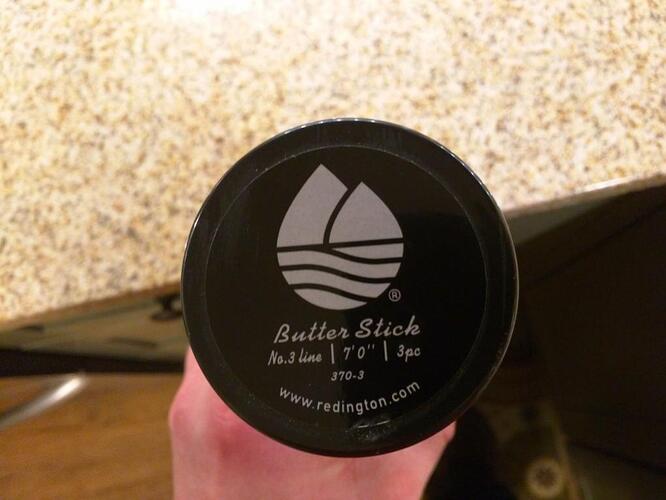 ®
Butter Stick
No.3 line | 7'0" | 3pc
370-3
www.redington.com